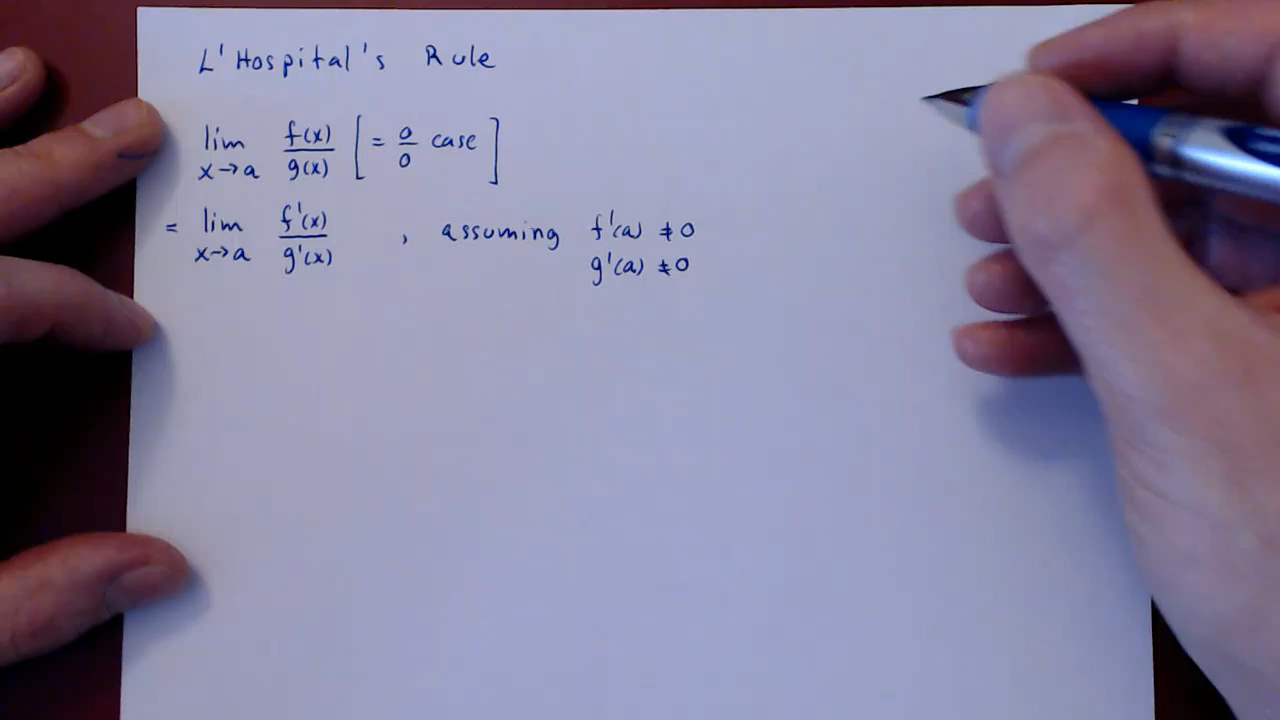 L'Hospital's Rule
lim x→a f(x)/g(x) [= 0/0 case]
= lim x→a f'(x)/g'(x) , assuming f'(a) ≠ 0
g'(a) ≠ 0